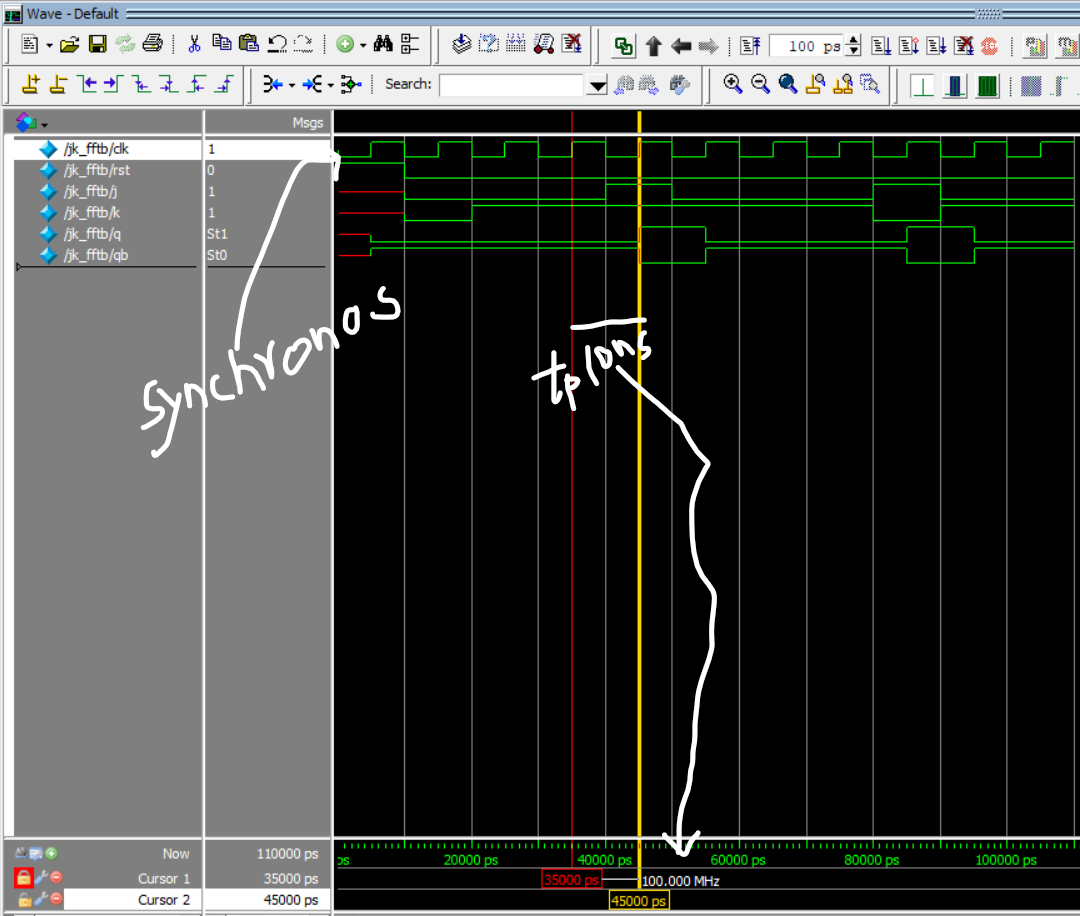 Wave - Default
100 ps
Search:
Msgs
/jk_fftb/clk 1
/jk_fftb/rst 0
/jk_fftb/j 1
/jk_fftb/k 1
/jk_fftb/q St1
/jk_fftb/qb St0
synchronos
tp10ns
Now 110000 ps
ps 20000 ps 40000 ps 60000 ps 80000 ps 100000 ps
Cursor 1 35000 ps 35000 ps 100.000 MHz
Cursor 2 45000 ps 45000 ps